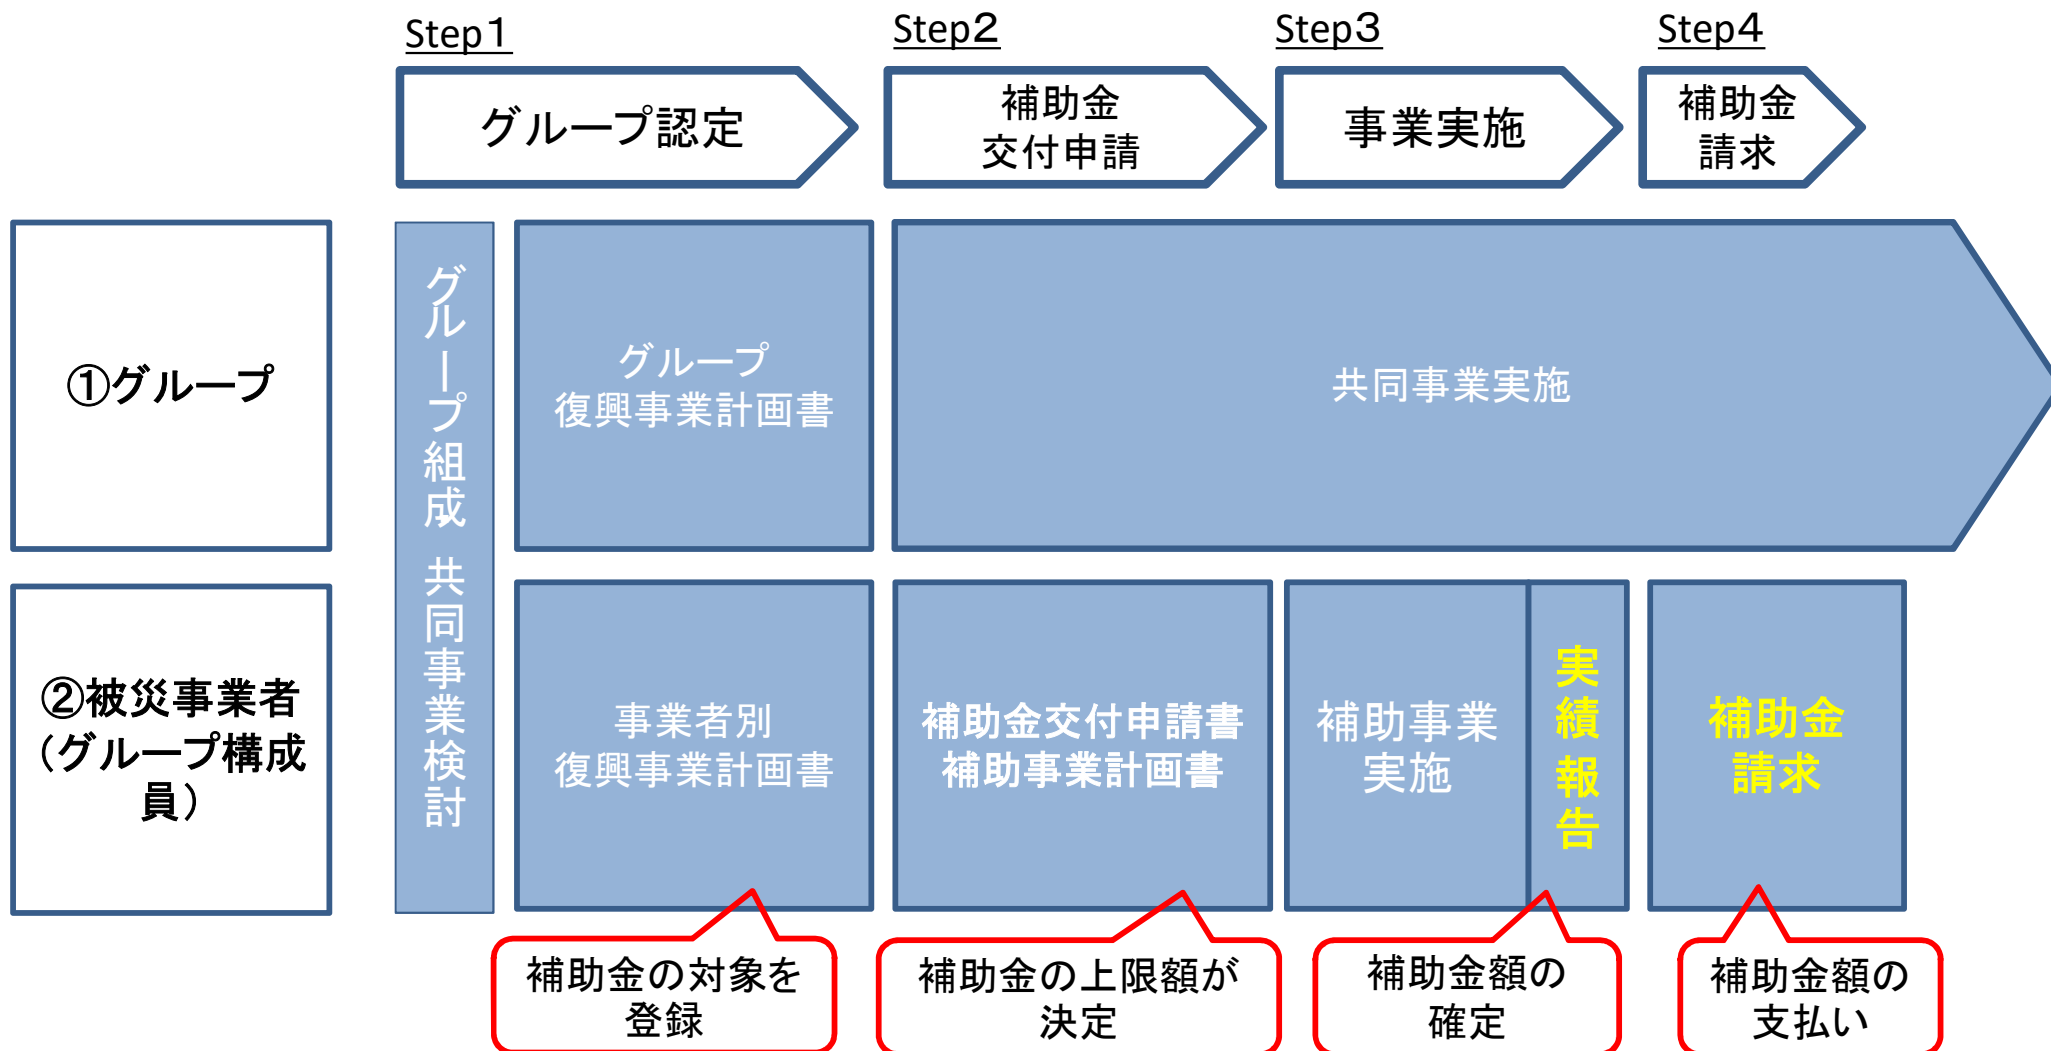 Step１
Step２
Step３
Step４
グループ認定
補助金
交付申請
事業実施
補助金
請求
①グループ
グループ組成、共同事業検討
グループ
復興事業計画書
共同事業実施
②被災事業者
（グループ構成
員）
事業者別
復興事業計画書
補助金交付申請書
補助事業計画書
補助事業
実施
実績報告
補助金
請求
補助金の対象を
登録
補助金の上限額が
決定
補助金額の
確定
補助金額の
支払い